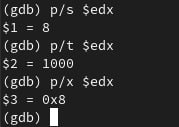 (gdb) p/s $edx
$1 = 8
(gdb) p/t $edx
$2 = 1000
(gdb) p/x $edx
$3 = 0x8
(gdb)